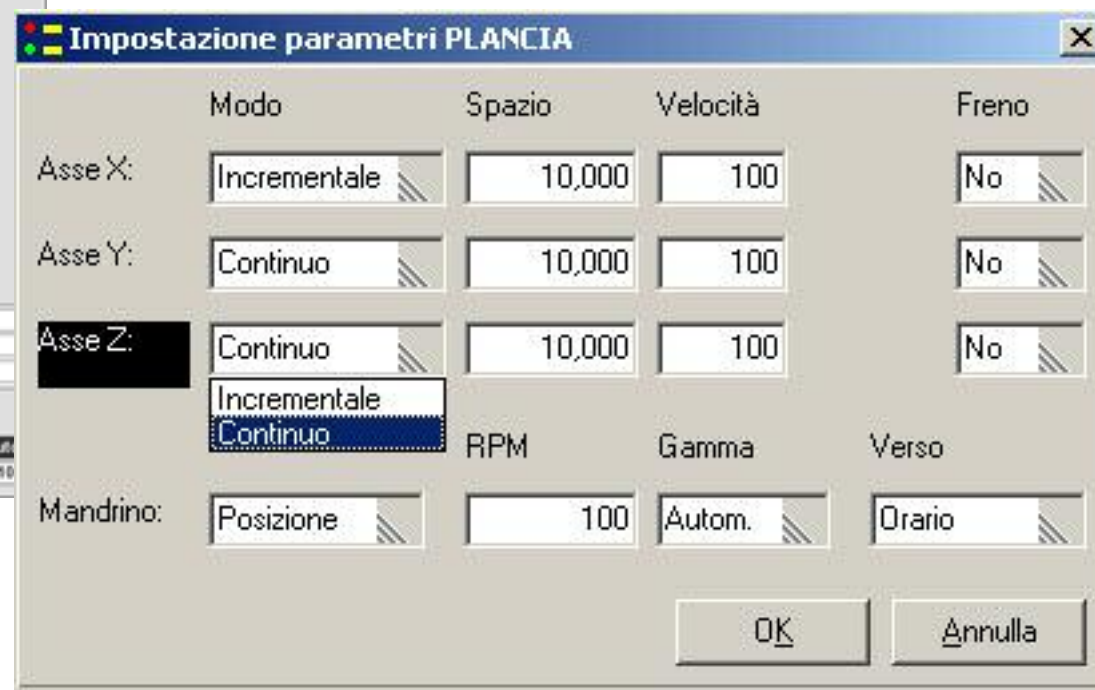 Impostazione parametri PLANCIA
Modo Spazio Velocità Freno
Asse X: Incrementale 10,000 100 No
Asse Y: Continuo 10,000 100 No
Asse Z: Continuo 10,000 100 No
Incrementale
Continuo
RPM Gamma Verso
Mandrino: Posizione 100 Autom. Orario
OK Annulla